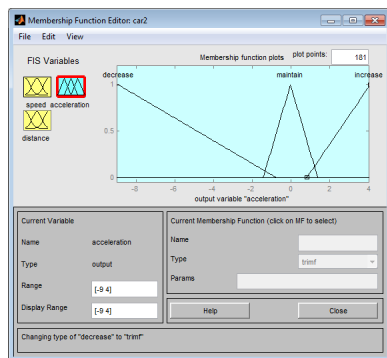 Membership Function Editor: car2
File Edit View
FIS Variables
Membership function plots plot points: 181
speed acceleration
distance
decrease maintain increase
1
0.5
0
-8 -6 -4 -2 0 2 4
output variable "acceleration"
Current Variable
Name acceleration
Type output
Range [-9 4]
Display Range [-9 4]
Current Membership Function (click on MF to select)
Name
Type trimf
Params
Help Close
Changing type of "decrease" to "trimf"